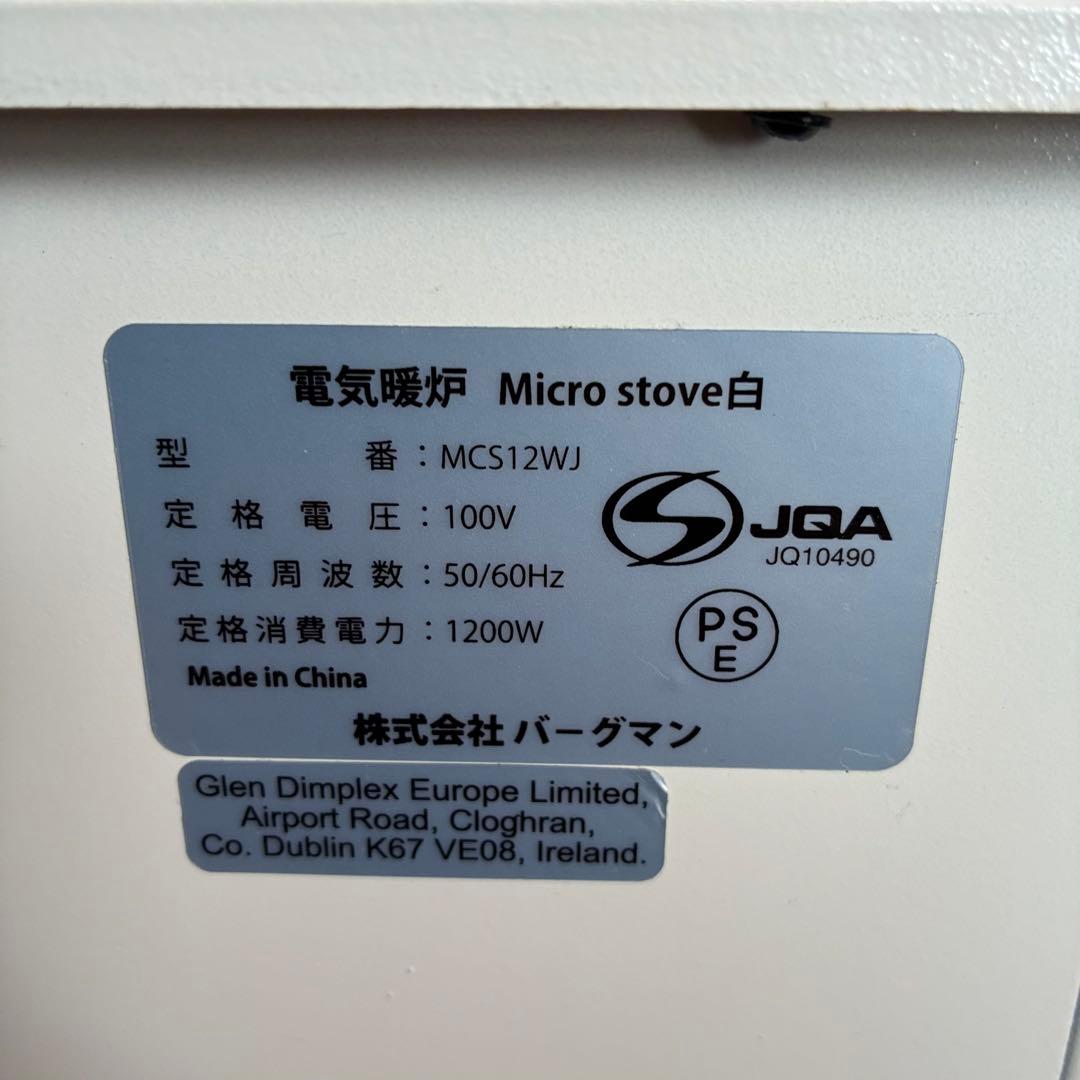 電気暖炉 Micro stove白
型番：MCS12WJ
定格電圧：100V
定格周波数：50/60Hz
定格消費電力：1200W
Made in China
JQA
JQ10490
PS
E
株式会社 バーグマン
Glen Dimplex Europe Limited,
Airport Road, Cloghran,
Co. Dublin K67 VE08, Ireland.